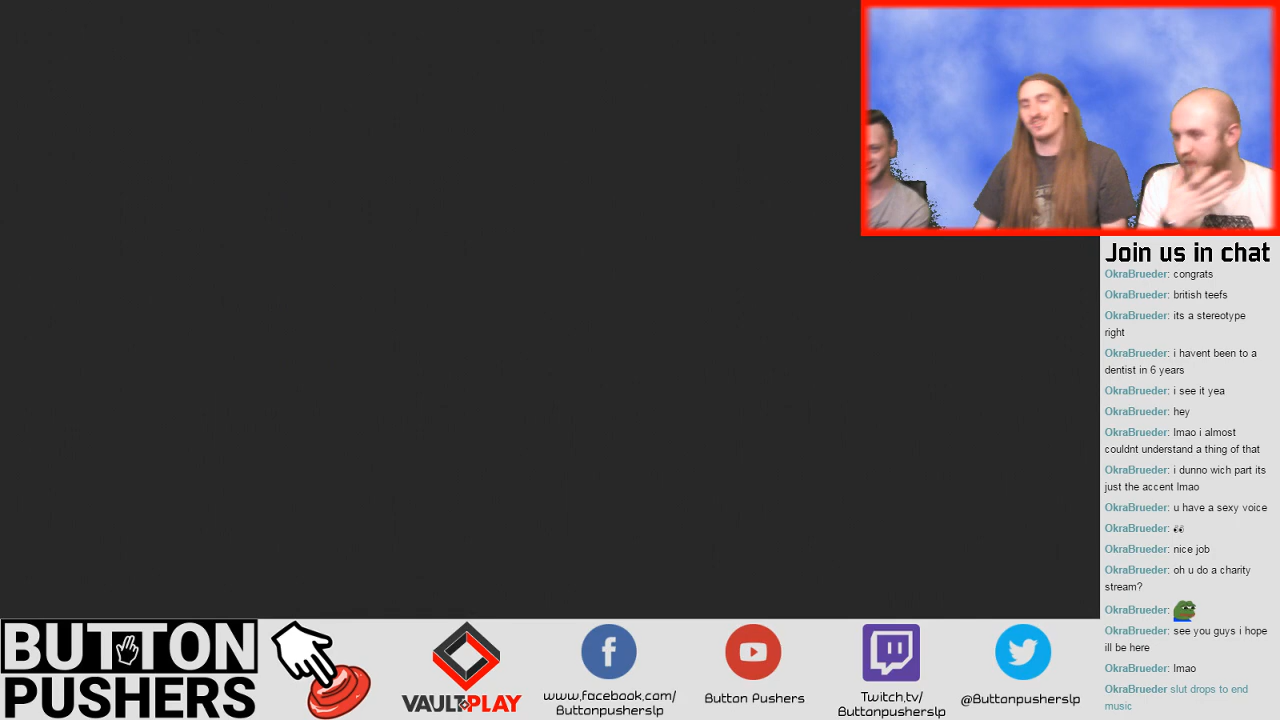 Join us in chat
OkraBrueder: congrats
OkraBrueder: british teefs
OkraBrueder: its a stereotype
right
OkraBrueder: i havent been to a
dentist in 6 years
OkraBrueder: i see it yea
OkraBrueder: hey
OkraBrueder: lmao i almost
couldnt understand a thing of that
OkraBrueder: i dunno wich part its
just the accent lmao
OkraBrueder: u have a sexy voice
OkraBrueder: 👀
OkraBrueder: nice job
OkraBrueder: oh u do a charity
stream?
OkraBrueder:
OkraBrueder: see you guys i hope
ill be here
OkraBrueder: lmao
OkraBrueder slut drops to end
music
BUTTON
PUSHERS
VAULTPLAY
www.facebook.com/
Buttonpusherslp
Button Pushers
Twitch.tv/
Buttonpusherslp
@Buttonpusherslp